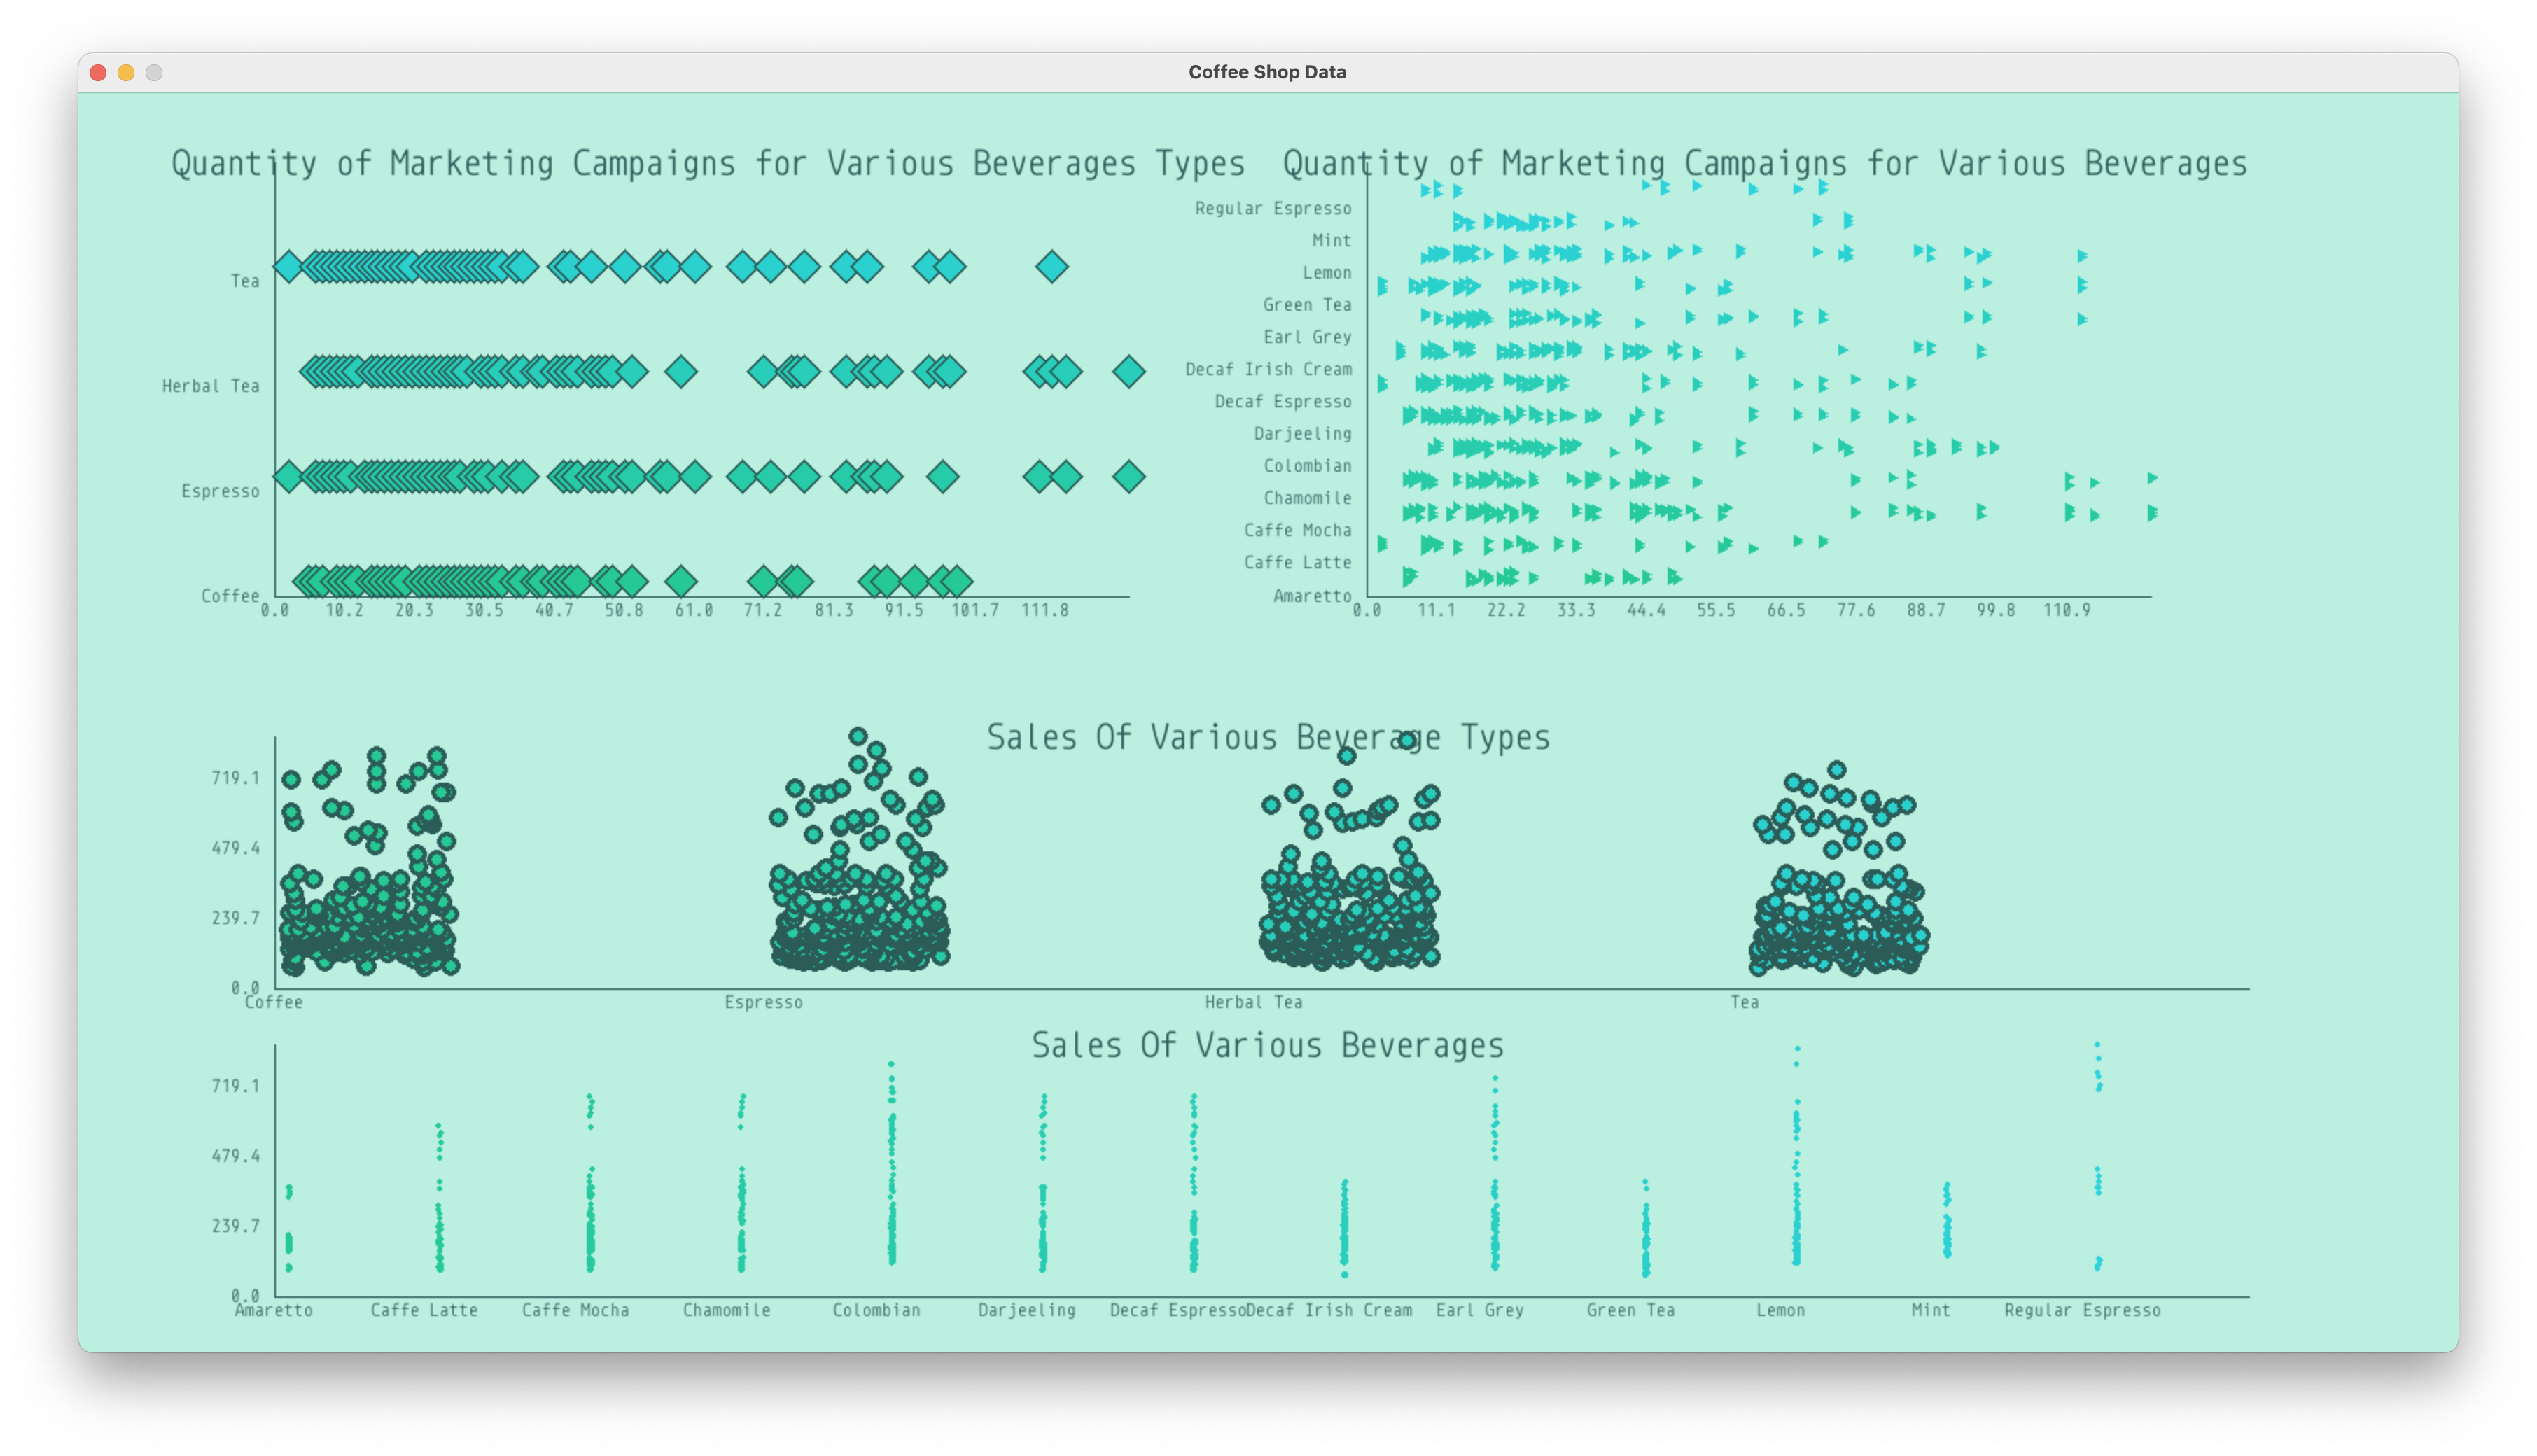 Coffee Shop Data
Quantity of Marketing Campaigns for Various Beverages Types
Tea
Herbal Tea
Espresso
Coffee
0.0 10.2 20.3 30.5 40.7 50.8 61.0 71.2 81.3 91.5 101.7 111.8
Quantity of Marketing Campaigns for Various Beverages
Regular Espresso
Mint
Lemon
Green Tea
Earl Grey
Decaf Irish Cream
Decaf Espresso
Darjeeling
Colombian
Chamomile
Caffe Mocha
Caffe Latte
Amaretto
0.0 11.1 22.2 33.3 44.4 55.5 66.5 77.6 88.7 99.8 110.9
Sales Of Various Beverage Types
719.1
479.4
239.7
0.0
Coffee Espresso Herbal Tea Tea
Sales Of Various Beverages
719.1
479.4
239.7
0.0
Amaretto Caffe Latte Caffe Mocha Chamomile Colombian Darjeeling Decaf Espresso Decaf Irish Cream Earl Grey Green Tea Lemon Mint Regular Espresso